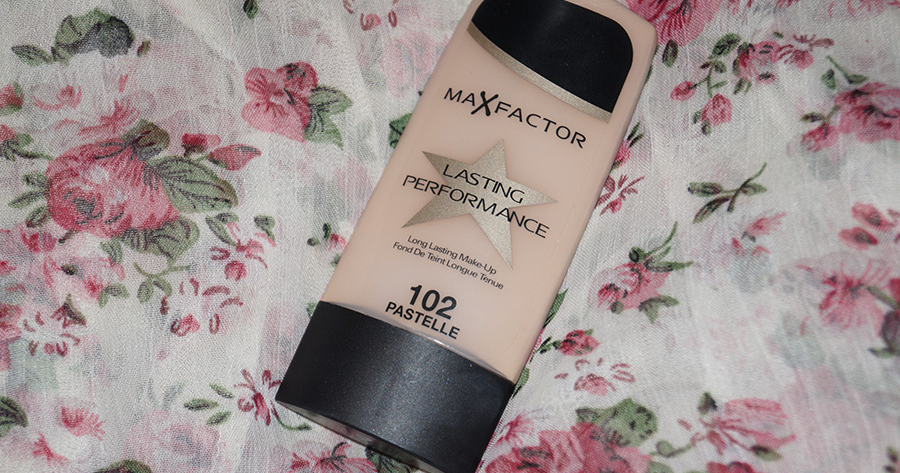 MAXFACTOR
LASTING
PERFORMANCE
Long Lasting Make-Up
Fond De Teint Longue Tenue
102
PASTELLE